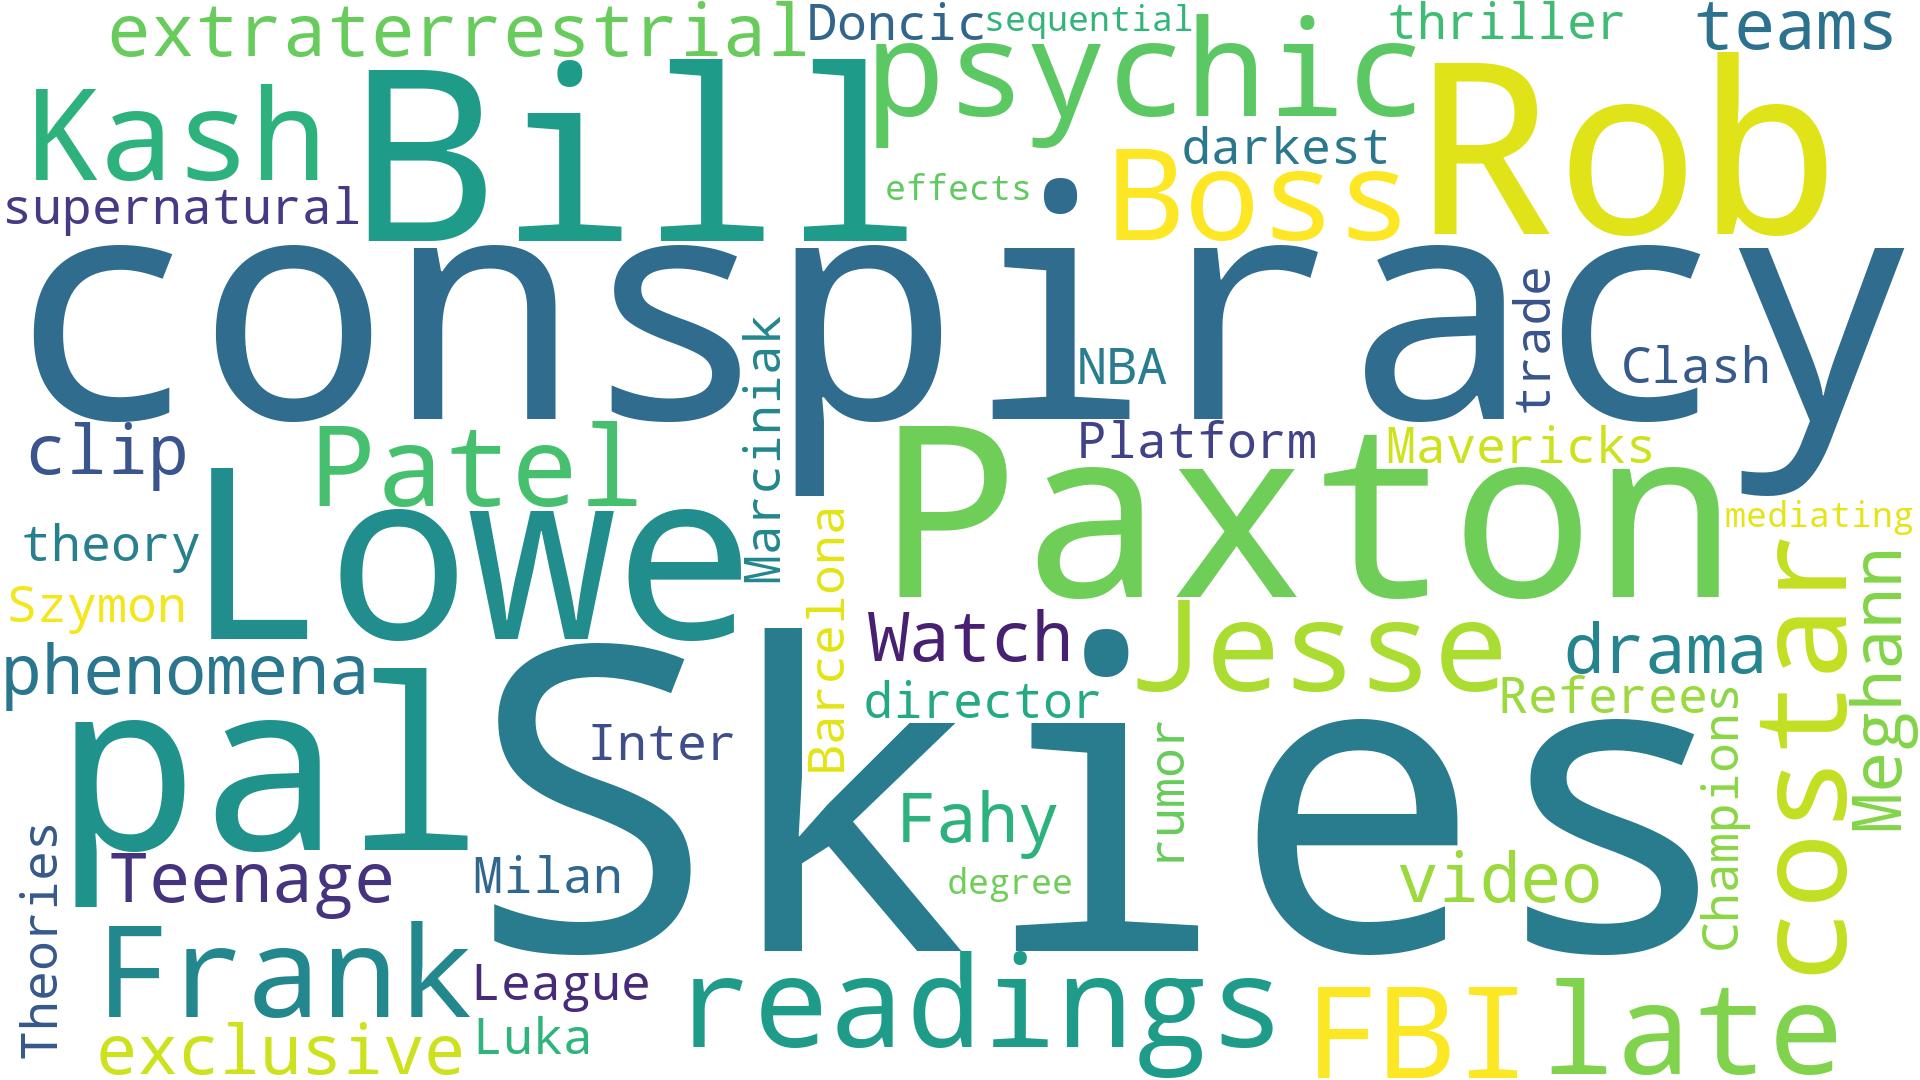 extraterrestrial
Doncic
sequential
thriller
teams
psychic
Kash
Bill
Rob
darkest
Boss
effects
supernatural
conspiracy
trade
NBA
Clash
Marciniak
clip
Patel
Platform
Mavericks
Paxton
Lowe
mediating
theory
Szymon
Barcelona
costar
Meghann
Watch
Jesse
drama
phenomena
director
Referees
pal
Skies
Inter
rumor
Champions
Fahy
Theories
Teenage
Milan
degree
video
Frank
League
readings
FBI
late
exclusive
Luka